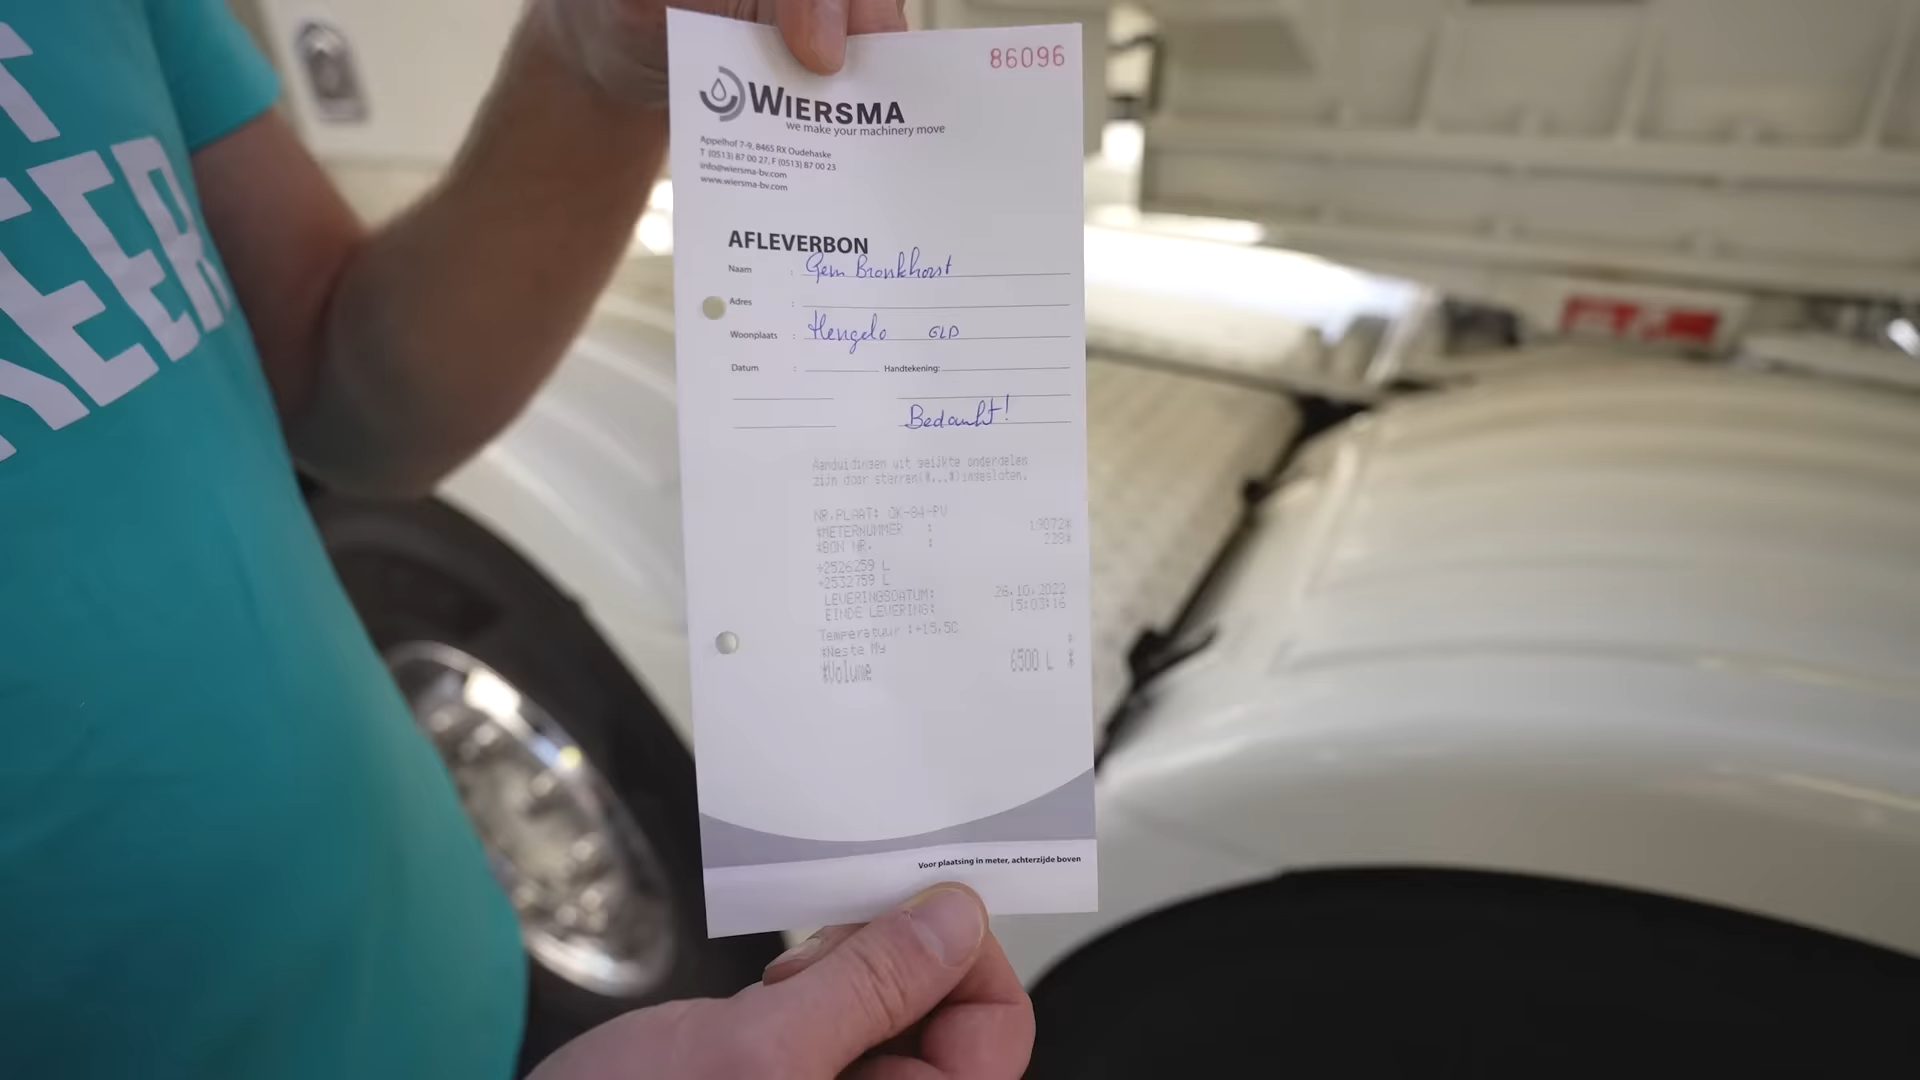 86096
WIERSMA
we make your machinery move
Appelhof 7-9, 8465 RX Oudehaske
T (0513) 87 00 27, F (0513) 87 00 23
info@wiersma-bv.com
www.wiersma-bv.com
AFLEVERBON
Naam : Gem Bronkhorst
Adres :
Woonplaats : Hengelo GLD
Datum : Handtekening:
Bedankt!
Aanduidingen uit geijkte onderdelen
zijn door sterren(*...*)ingesloten.
NR.PLAAT: OK-94-PV
*METERNUMMER : 19072*
*BON NR. : 229*
+2526259 L
+2532759 L
LEVERINGSDATUM: 26.10.2022
EINDE LEVERING: 15:03:16
Temperatuur :+15,5C
*Neste My *
*Volume 6500 L *
Voor plaatsing in meter, achterzijde boven